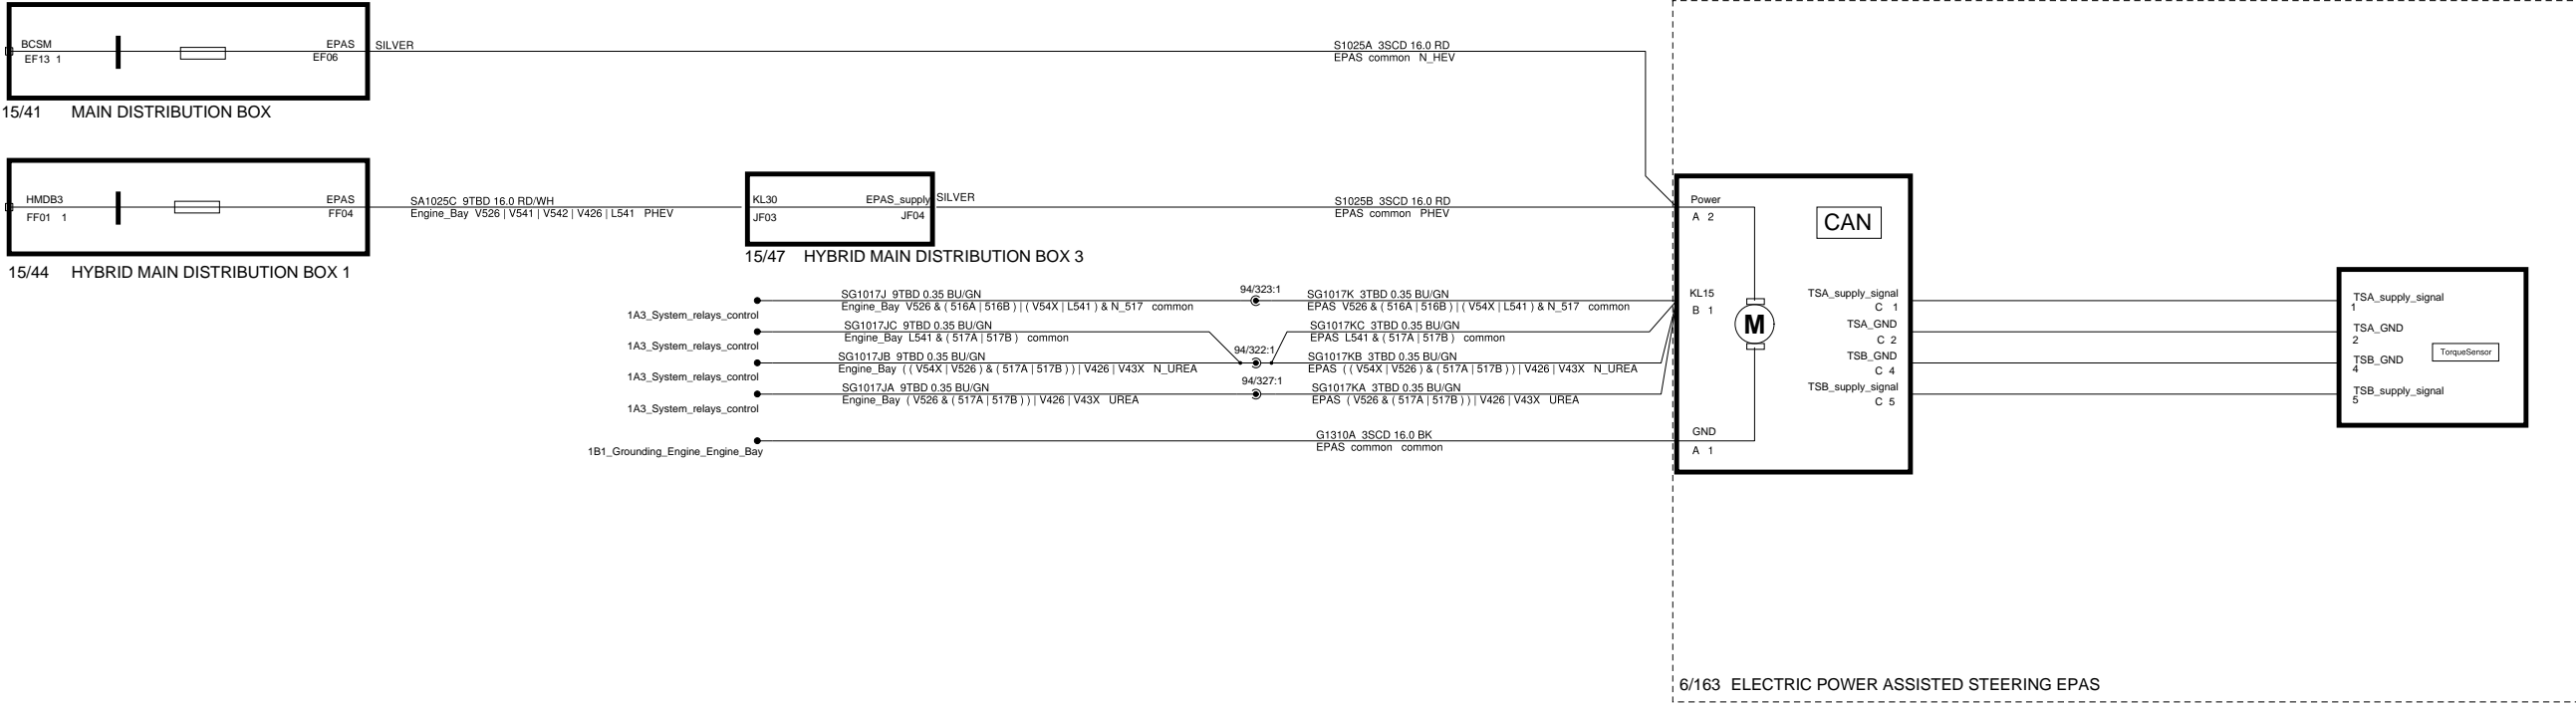 BCSM
EF13 1
EPAS
EF06
SILVER
15/41 MAIN DISTRIBUTION BOX
S1025A 3SCD 16.0 RD
EPAS common N_HEV
HMDB3
FF01 1
EPAS
FF04
15/44 HYBRID MAIN DISTRIBUTION BOX 1
SA1025C 9TBD 16.0 RD/WH
Engine_Bay V526 | V541 | V542 | V426 | L541 PHEV
KL30
JF03
EPAS_supply
JF04
SILVER
15/47 HYBRID MAIN DISTRIBUTION BOX 3
S1025B 3SCD 16.0 RD
EPAS common PHEV
1A3_System_relays_control
SG1017J 9TBD 0.35 BU/GN
Engine_Bay V526 & ( 516A | 516B ) | ( V54X | L541 ) & N_517 common
94/323:1
SG1017K 3TBD 0.35 BU/GN
EPAS V526 & ( 516A | 516B ) | ( V54X | L541 ) & N_517 common
1A3_System_relays_control
SG1017JC 9TBD 0.35 BU/GN
Engine_Bay L541 & ( 517A | 517B ) common
94/322:1
SG1017KC 3TBD 0.35 BU/GN
EPAS L541 & ( 517A | 517B ) common
1A3_System_relays_control
SG1017JB 9TBD 0.35 BU/GN
Engine_Bay ( ( V54X | V526 ) & ( 517A | 517B ) ) | V426 | V43X N_UREA
SG1017KB 3TBD 0.35 BU/GN
EPAS ( ( V54X | V526 ) & ( 517A | 517B ) ) | V426 | V43X N_UREA
1A3_System_relays_control
SG1017JA 9TBD 0.35 BU/GN
Engine_Bay ( V526 & ( 517A | 517B ) ) | V426 | V43X UREA
94/327:1
SG1017KA 3TBD 0.35 BU/GN
EPAS ( V526 & ( 517A | 517B ) ) | V426 | V43X UREA
1B1_Grounding_Engine_Engine_Bay
G1310A 3SCD 16.0 BK
EPAS common common
Power
A 2
CAN
KL15
B 1
M
GND
A 1
TSA_supply_signal
C 1
TSA_GND
C 2
TSB_GND
C 4
TSB_supply_signal
C 5
TSA_supply_signal
1
TSA_GND
2
TSB_GND
4
TSB_supply_signal
5
TorqueSensor
6/163 ELECTRIC POWER ASSISTED STEERING EPAS